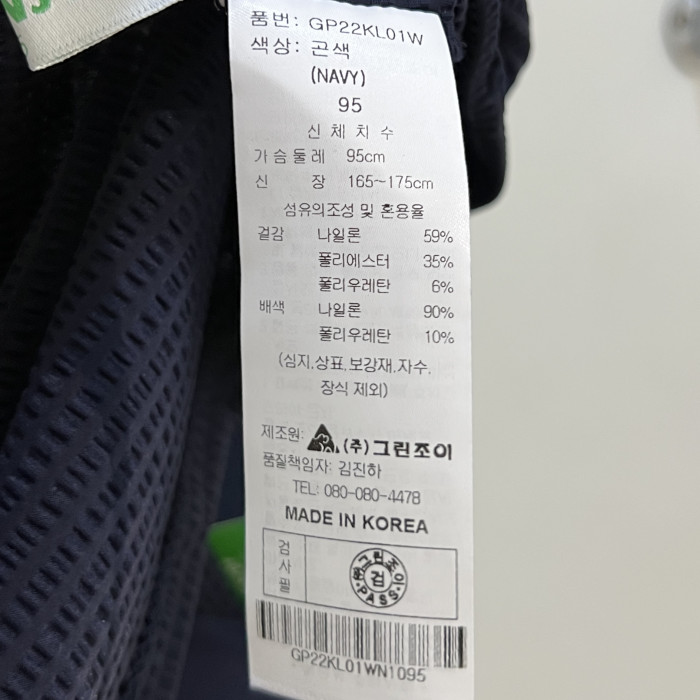 품번: GP22KL01W
색상: 곤색
(NAVY)
95
신 체 치 수
가슴둘레 95cm
신 장 165~175cm
섬유의조성 및 혼용율
겉감 나일론 59%
폴리에스터 35%
폴리우레탄 6%
배색 나일론 90%
폴리우레탄 10%
(심지.상표.보강재.자수.
장식 제외)
제조원: (주)그린조이
품질책임자: 김진하
TEL: 080-080-4478
MADE IN KOREA
검사필
그린조이
검
PASS
GP22KL01WN1095